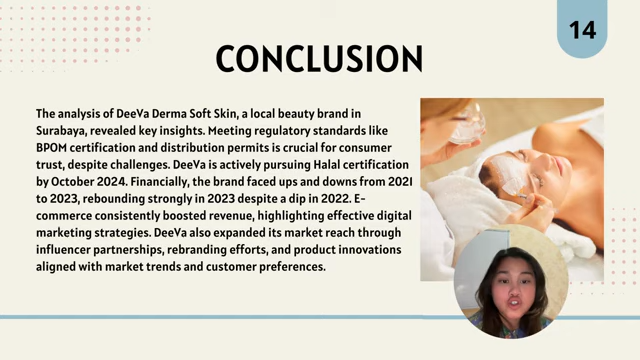 14
CONCLUSION
The analysis of DeeVa Derma Soft Skin, a local beauty brand in
Surabaya, revealed key insights. Meeting regulatory standards like
BPOM certification and distribution permits is crucial for consumer
trust, despite challenges. DeeVa is actively pursuing Halal certification
by October 2024. Financially, the brand faced ups and downs from 2021
to 2023, rebounding strongly in 2023 despite a dip in 2022. E-
commerce consistently boosted revenue, highlighting effective digital
marketing strategies. DeeVa also expanded its market reach through
influencer partnerships, rebranding efforts, and product innovations
aligned with market trends and customer preferences.